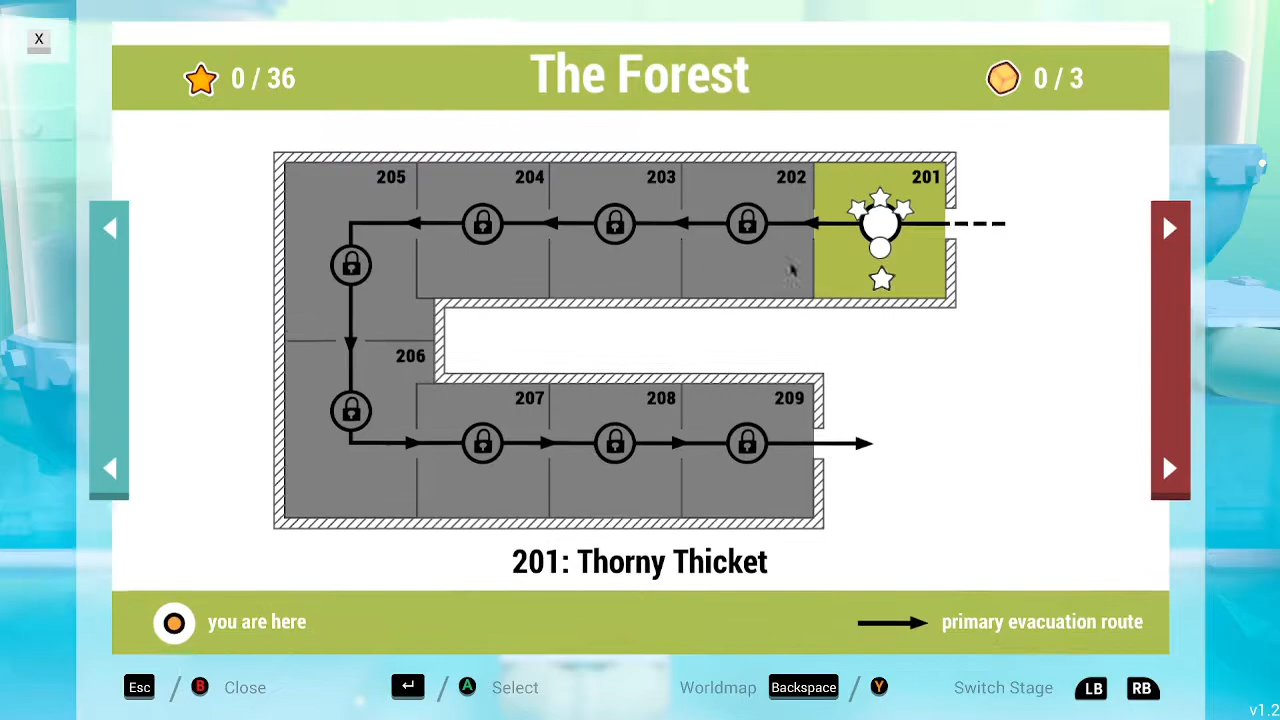 X
0 / 36
The Forest
0 / 3
205
204
203
202
201
206
207
208
209
201: Thorny Thicket
you are here
primary evacuation route
Esc / B Close
/ A Select
Worldmap Backspace / Y
Switch Stage LB RB
v1.2